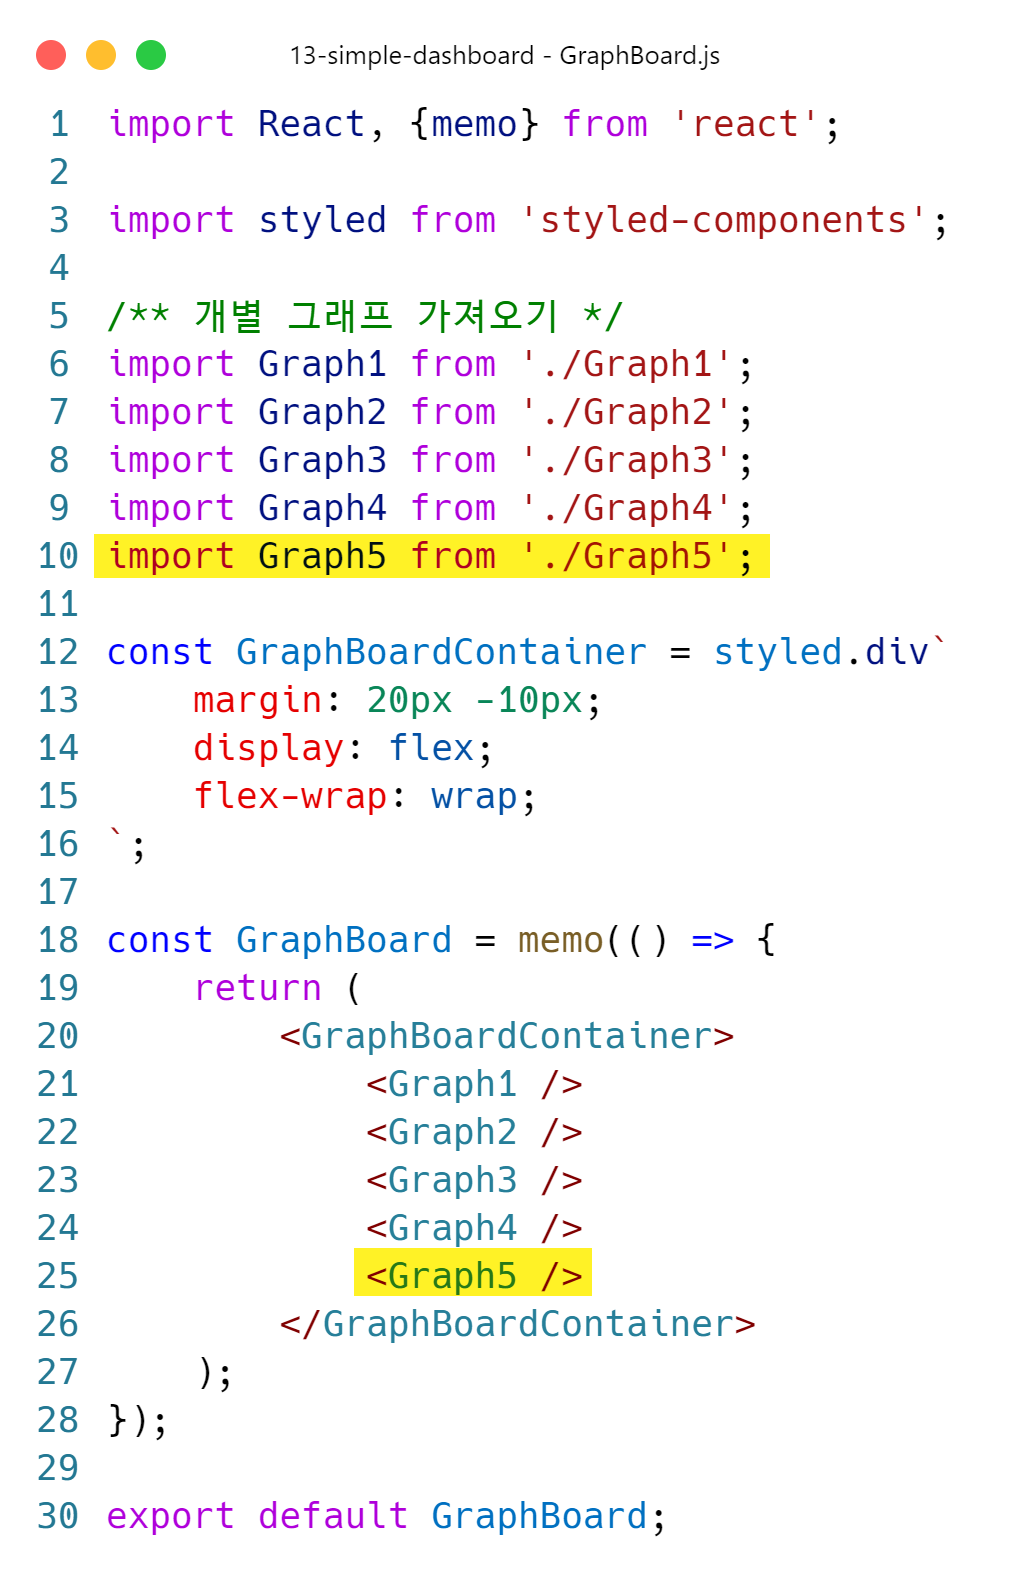 13-simple-dashboard - GraphBoard.js
1 import React, {memo} from 'react';
2
3 import styled from 'styled-components';
4
5 /** 개별 그래프 가져오기 */
6 import Graph1 from './Graph1';
7 import Graph2 from './Graph2';
8 import Graph3 from './Graph3';
9 import Graph4 from './Graph4';
10 import Graph5 from './Graph5';
11
12 const GraphBoardContainer = styled.div`
13     margin: 20px -10px;
14     display: flex;
15     flex-wrap: wrap;
16 `;
17
18 const GraphBoard = memo(() => {
19     return (
20         <GraphBoardContainer>
21             <Graph1 />
22             <Graph2 />
23             <Graph3 />
24             <Graph4 />
25             <Graph5 />
26         </GraphBoardContainer>
27     );
28 });
29
30 export default GraphBoard;